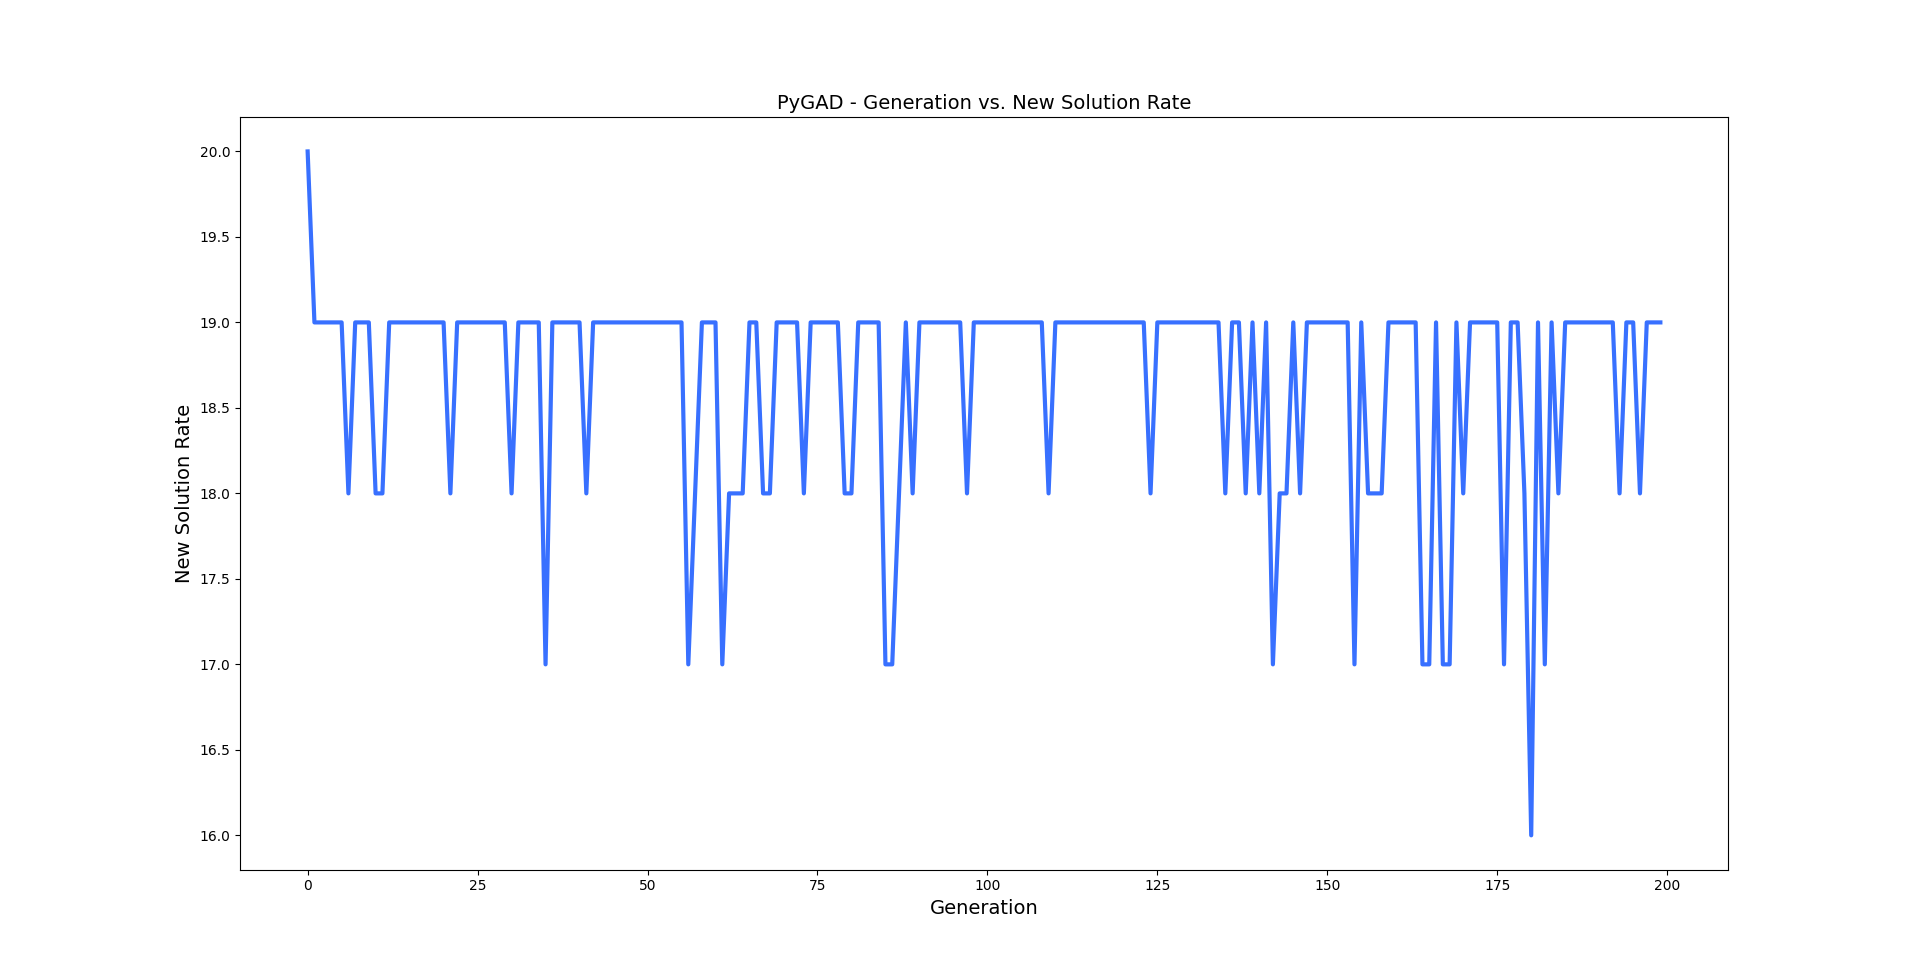 PyGAD - Generation vs. New Solution Rate
20.0
19.5
19.0
18.5
18.0
17.5
17.0
16.5
16.0
New Solution Rate
0 25 50 75 100 125 150 175 200
Generation